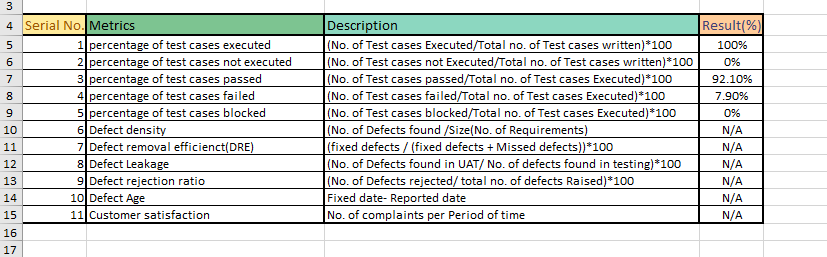 3
4 Serial No. Metrics Description Result(%)
5 1 percentage of test cases executed (No. of Test cases Executed/Total no. of Test cases written)*100 100%
6 2 percentage of test cases not executed (No. of Test cases not Executed/Total no. of Test cases written)*100 0%
7 3 percentage of test cases passed (No. of Test cases passed/Total no. of Test cases Executed)*100 92.10%
8 4 percentage of test cases failed (No. of Test cases failed/Total no. of Test cases Executed)*100 7.90%
9 5 percentage of test cases blocked (No. of Test cases blocked/Total no. of Test cases Executed)*100 0%
10 6 Defect density (No. of Defects found /Size(No. of Requirements) N/A
11 7 Defect removal efficienct(DRE) (fixed defects / (fixed defects + Missed defects))*100 N/A
12 8 Defect Leakage (No. of Defects found in UAT/ No. of defects found in testing)*100 N/A
13 9 Defect rejection ratio (No. of Defects rejected/ total no. of defects Raised)*100 N/A
14 10 Defect Age Fixed date- Reported date N/A
15 11 Customer satisfaction No. of complaints per Period of time N/A
16
17